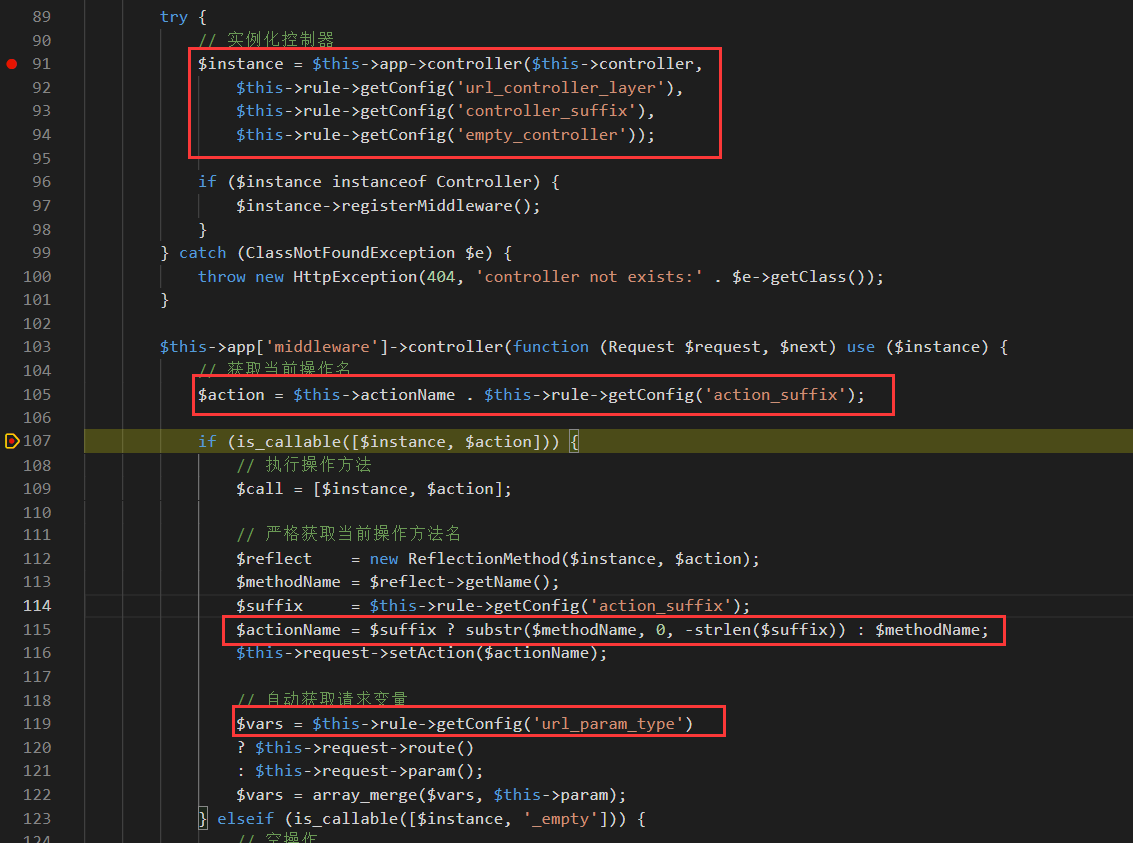 89 try {
90 // 实例化控制器
91 $instance = $this->app->controller($this->controller,
92 $this->rule->getConfig('url_controller_layer'),
93 $this->rule->getConfig('controller_suffix'),
94 $this->rule->getConfig('empty_controller'));
95
96 if ($instance instanceof Controller) {
97 $instance->registerMiddleware();
98 }
99 } catch (ClassNotFoundException $e) {
100 throw new HttpException(404, 'controller not exists:' . $e->getClass());
101 }
102
103 $this->app['middleware']->controller(function (Request $request, $next) use ($instance) {
104 // 获取当前操作名
105 $action = $this->actionName . $this->rule->getConfig('action_suffix');
106
107 if (is_callable([$instance, $action])) {
108 // 执行操作方法
109 $call = [$instance, $action];
110
111 // 严格获取当前操作方法名
112 $reflect = new ReflectionMethod($instance, $action);
113 $methodName = $reflect->getName();
114 $suffix = $this->rule->getConfig('action_suffix');
115 $actionName = $suffix ? substr($methodName, 0, -strlen($suffix)) : $methodName;
116 $this->request->setAction($actionName);
117
118 // 自动获取请求变量
119 $vars = $this->rule->getConfig('url_param_type')
120 ? $this->request->route()
121 : $this->request->param();
122 $vars = array_merge($vars, $this->param);
123 } elseif (is_callable([$instance, '_empty'])) {
124 // 空操作